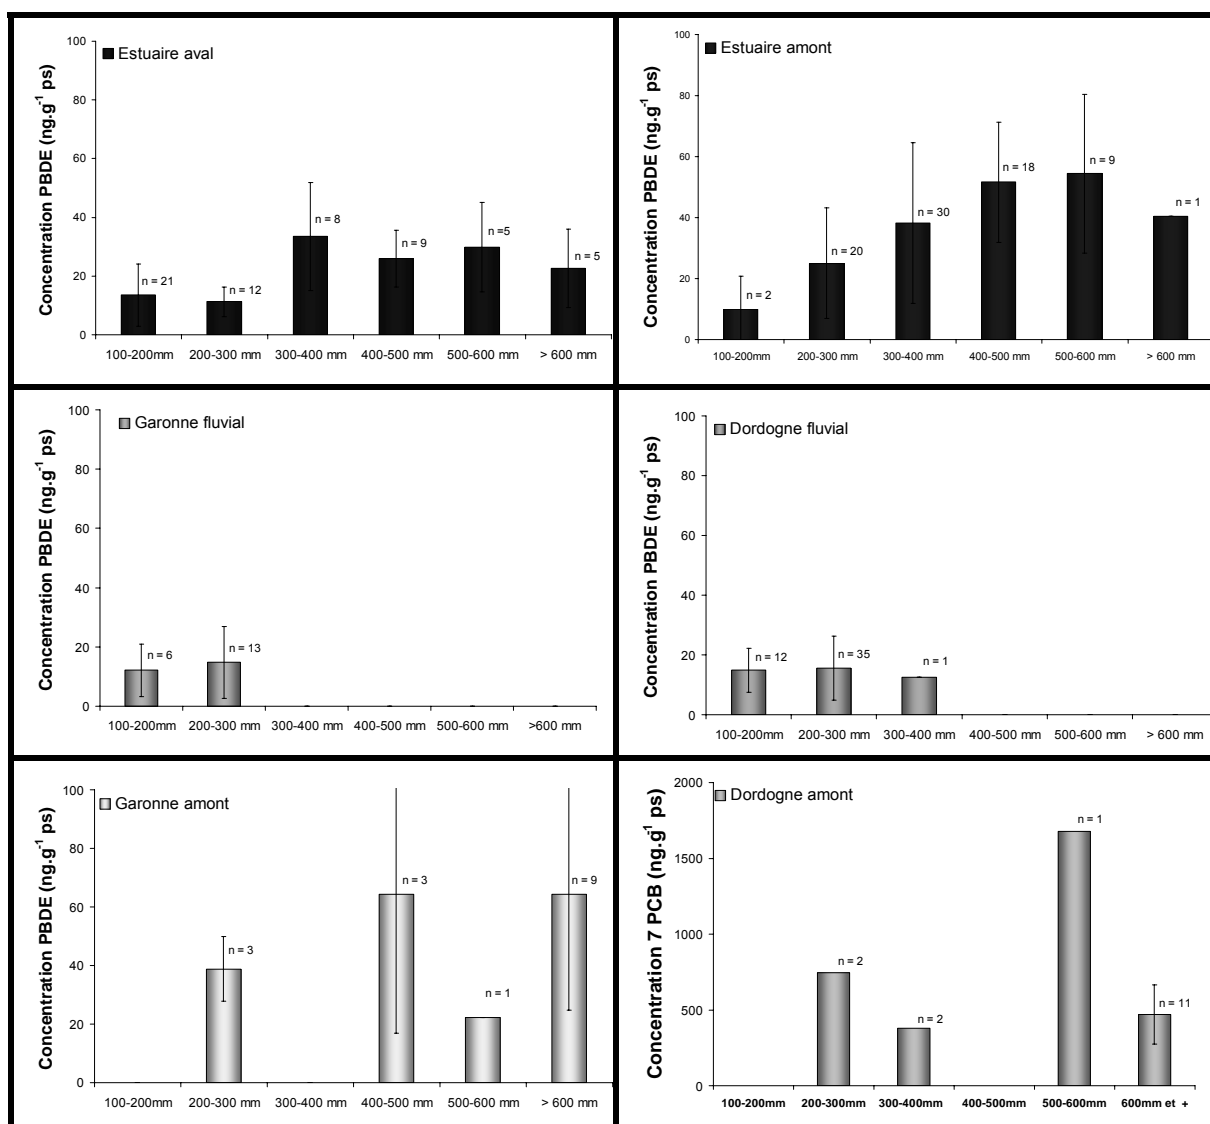 Estuaire aval
Concentration PBDE (ng.g-1 ps)
100
80
60
40
20
0
n = 21
n = 12
n = 8
n = 9
n =5
n = 5
100-200mm 200-300 mm 300-400 mm 400-500 mm 500-600 mm > 600 mm
Estuaire amont
Concentration PBDE (ng.g-1 ps)
100
80
60
40
20
0
n = 2
n = 20
n = 30
n = 18
n = 9
n = 1
100-200mm 200-300 mm 300-400 mm 400-500 mm 500-600 mm > 600 mm
Garonne fluvial
Concentration PBDE (ng.g-1 ps)
100
80
60
40
20
0
n = 6
n = 13
100-200mm 200-300 mm 300-400 mm 400-500 mm 500-600 mm >600 mm
Dordogne fluvial
Concentration PBDE (ng.g-1 ps)
100
80
60
40
20
0
n = 12
n = 35
n = 1
100-200mm 200-300 mm 300-400 mm 400-500 mm 500-600 mm > 600 mm
Garonne amont
Concentration PBDE (ng.g-1 ps)
100
80
60
40
20
0
n = 3
n = 3
n = 1
n = 9
100-200mm 200-300 mm 300-400 mm 400-500 mm 500-600 mm > 600 mm
Dordogne amont
Concentration 7 PCB (ng.g1 ps)
2000
1500
1000
500
0
n = 2
n = 2
n = 1
n = 11
100-200mm 200-300mm 300-400mm 400-500mm 500-600mm 600mm et +